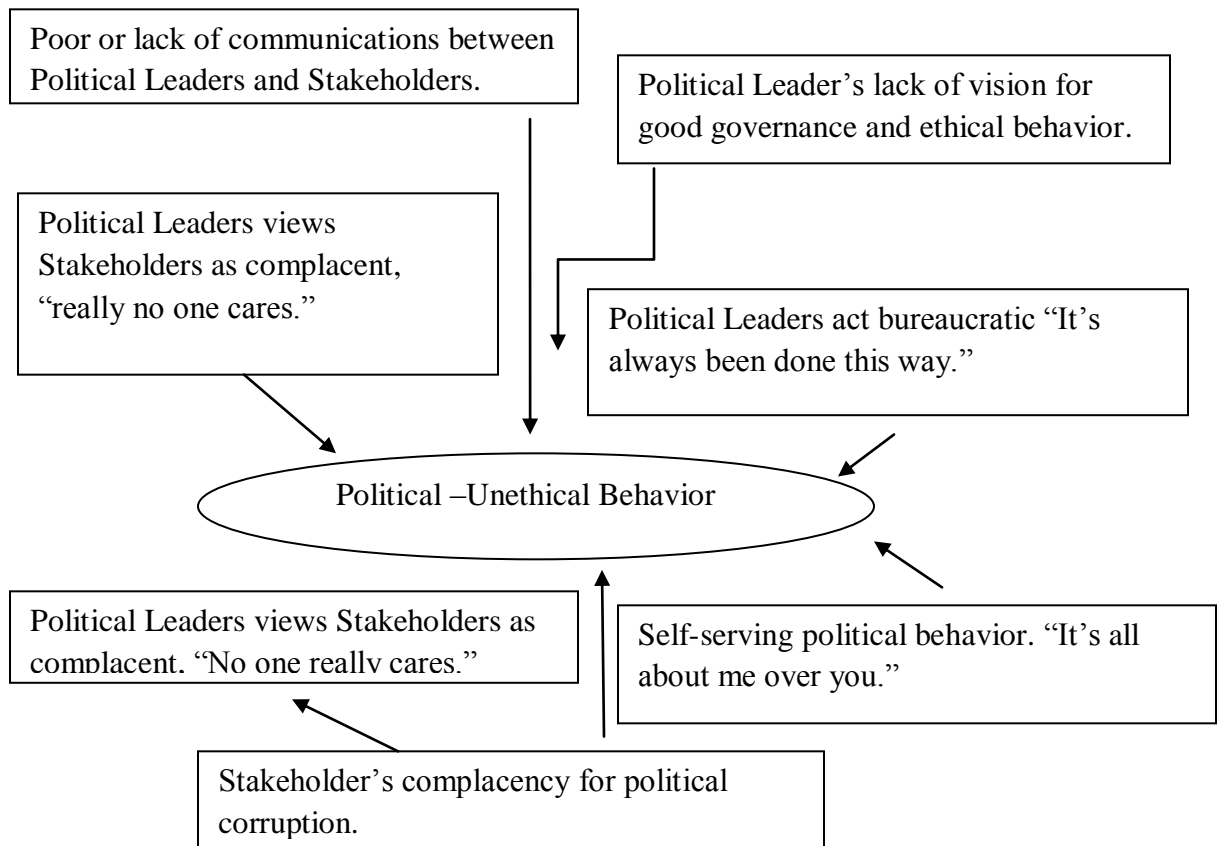 Poor or lack of communications between
Political Leaders and Stakeholders.
Political Leader’s lack of vision for
good governance and ethical behavior.
Political Leaders views
Stakeholders as complacent,
“really no one cares.”
Political Leaders act bureaucratic “It’s
always been done this way.”
Political –Unethical Behavior
Political Leaders views Stakeholders as
complacent. “No one really cares.”
Self-serving political behavior. “It’s all
about me over you.”
Stakeholder’s complacency for political
corruption.